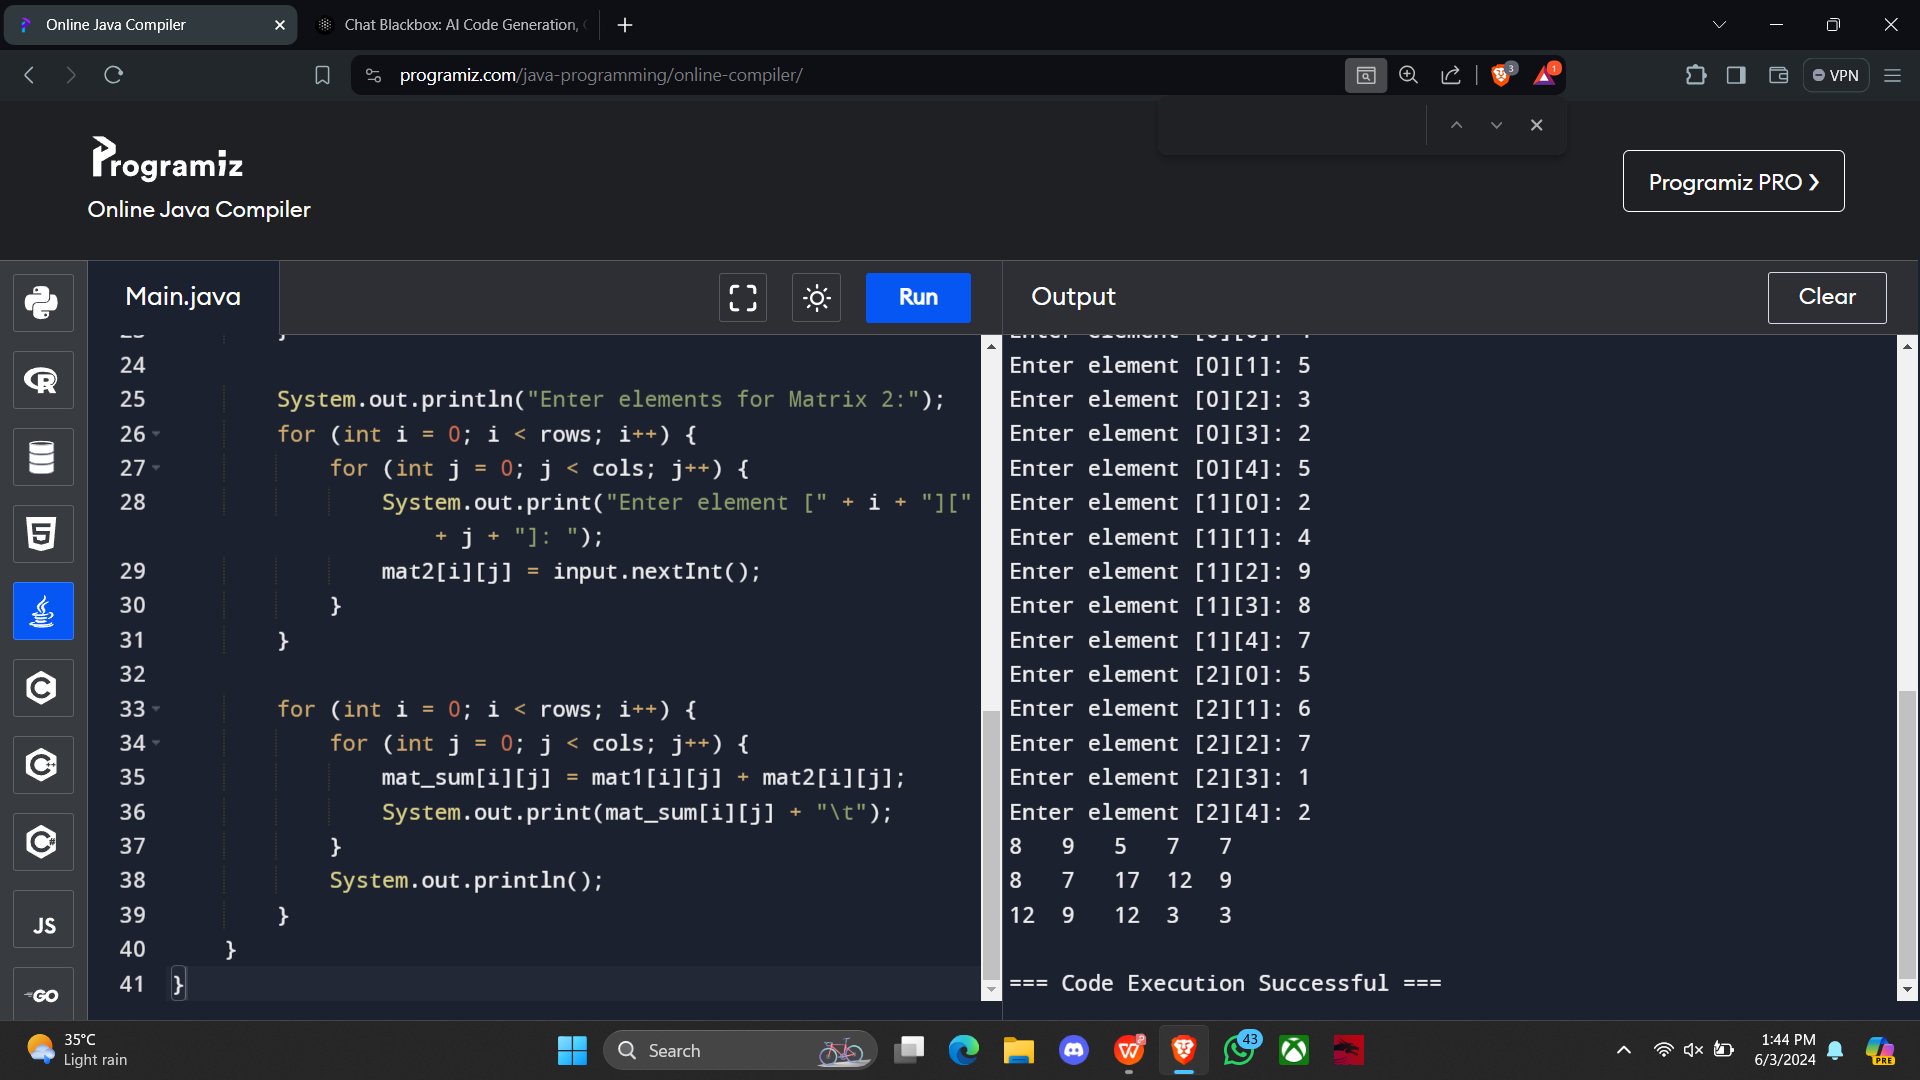 Online Java Compiler
Chat Blackbox: AI Code Generation,
programiz.com/java-programming/online-compiler/
3
1
VPN
Programiz
Online Java Compiler
Programiz PRO ❯
Main.java
Run
Output
Clear
24
25 System.out.println("Enter elements for Matrix 2:");
26 for (int i = 0; i < rows; i++) {
27 for (int j = 0; j < cols; j++) {
28 System.out.print("Enter element [" + i + "]["
+ j + "]: ");
29 mat2[i][j] = input.nextInt();
30 }
31 }
32
33 for (int i = 0; i < rows; i++) {
34 for (int j = 0; j < cols; j++) {
35 mat_sum[i][j] = mat1[i][j] + mat2[i][j];
36 System.out.print(mat_sum[i][j] + "\t");
37 }
38 System.out.println();
39 }
40 }
41 }
Enter element [0][1]: 5
Enter element [0][2]: 3
Enter element [0][3]: 2
Enter element [0][4]: 5
Enter element [1][0]: 2
Enter element [1][1]: 4
Enter element [1][2]: 9
Enter element [1][3]: 8
Enter element [1][4]: 7
Enter element [2][0]: 5
Enter element [2][1]: 6
Enter element [2][2]: 7
Enter element [2][3]: 1
Enter element [2][4]: 2
8 9 5 7 7
8 7 17 12 9
12 9 12 3 3
=== Code Execution Successful ===
R
5
C
C++
C#
JS
GO
35°C
Light rain
Search
W
43
1:44 PM
6/3/2024
PRE